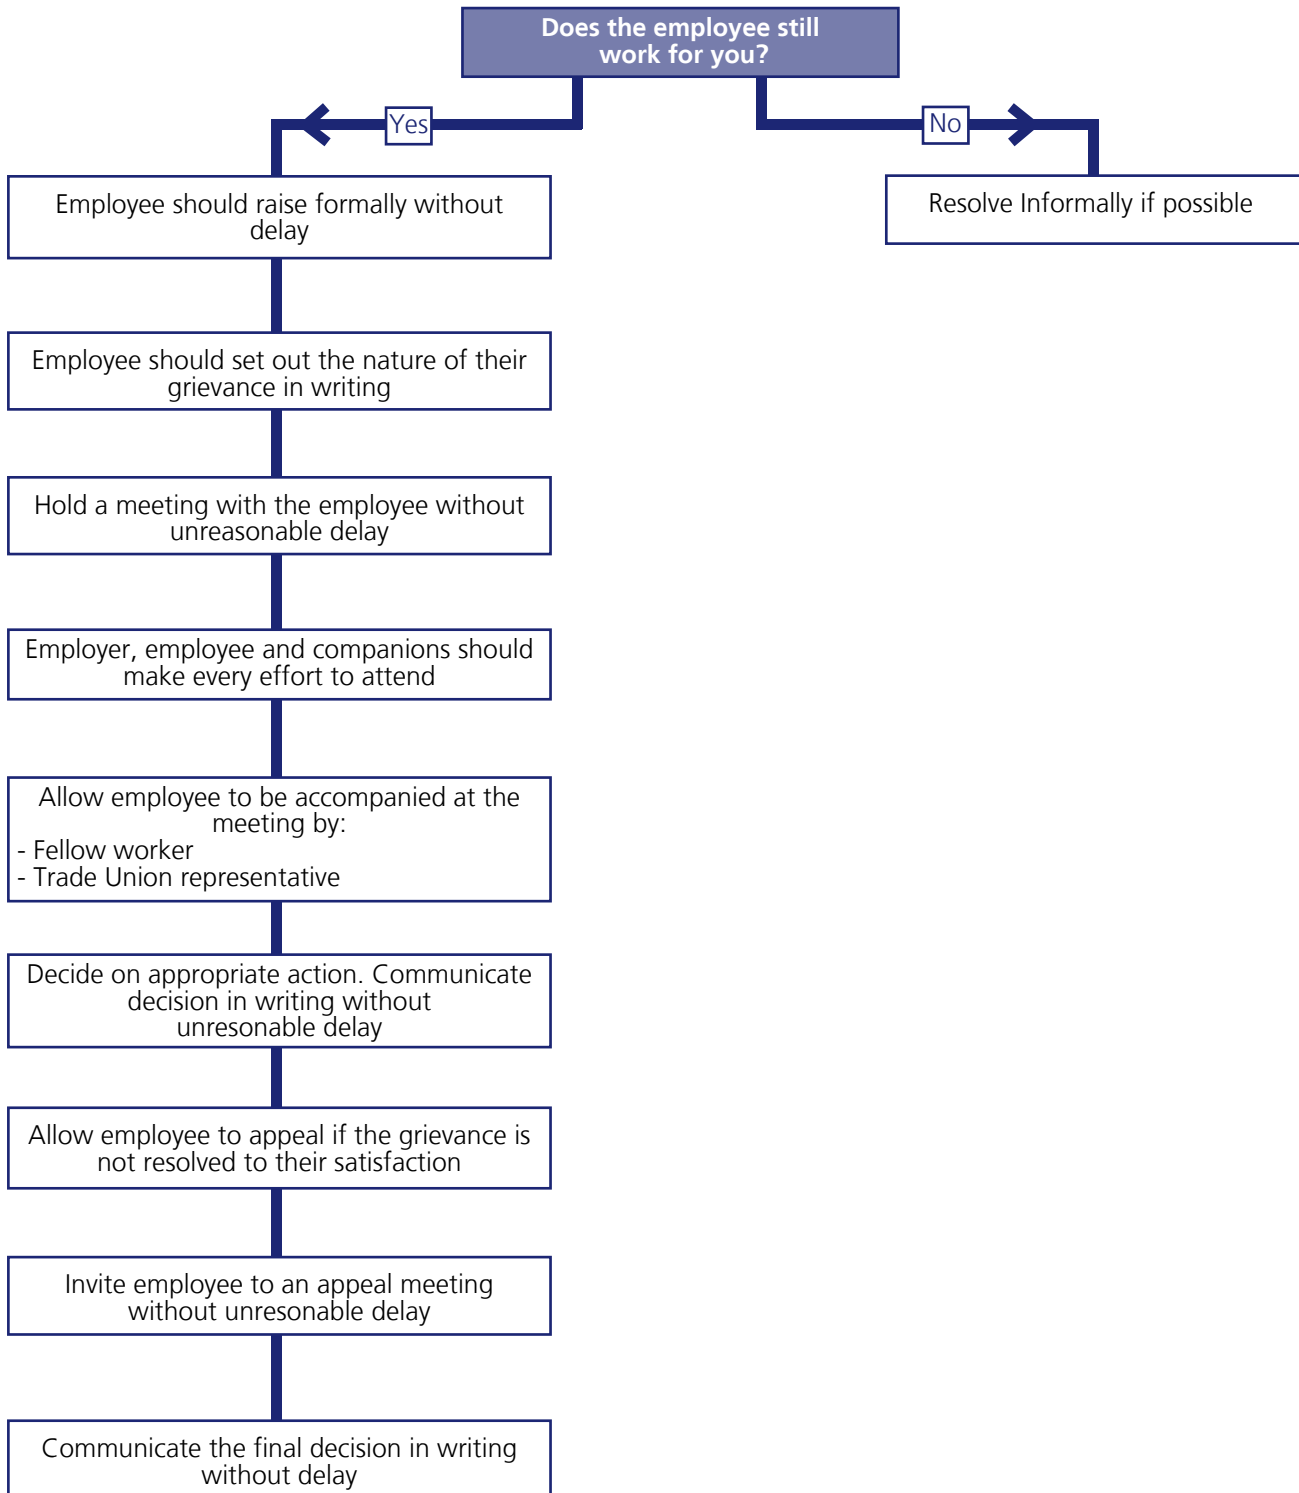 Does the employee still
work for you?
Yes
No
Employee should raise formally without
delay
Resolve Informally if possible
Employee should set out the nature of their
grievance in writing
Hold a meeting with the employee without
unreasonable delay
Employer, employee and companions should
make every effort to attend
Allow employee to be accompanied at the
meeting by:
- Fellow worker
- Trade Union representative
Decide on appropriate action. Communicate
decision in writing without
unresonable delay
Allow employee to appeal if the grievance is
not resolved to their satisfaction
Invite employee to an appeal meeting
without unresonable delay
Communicate the final decision in writing
without delay